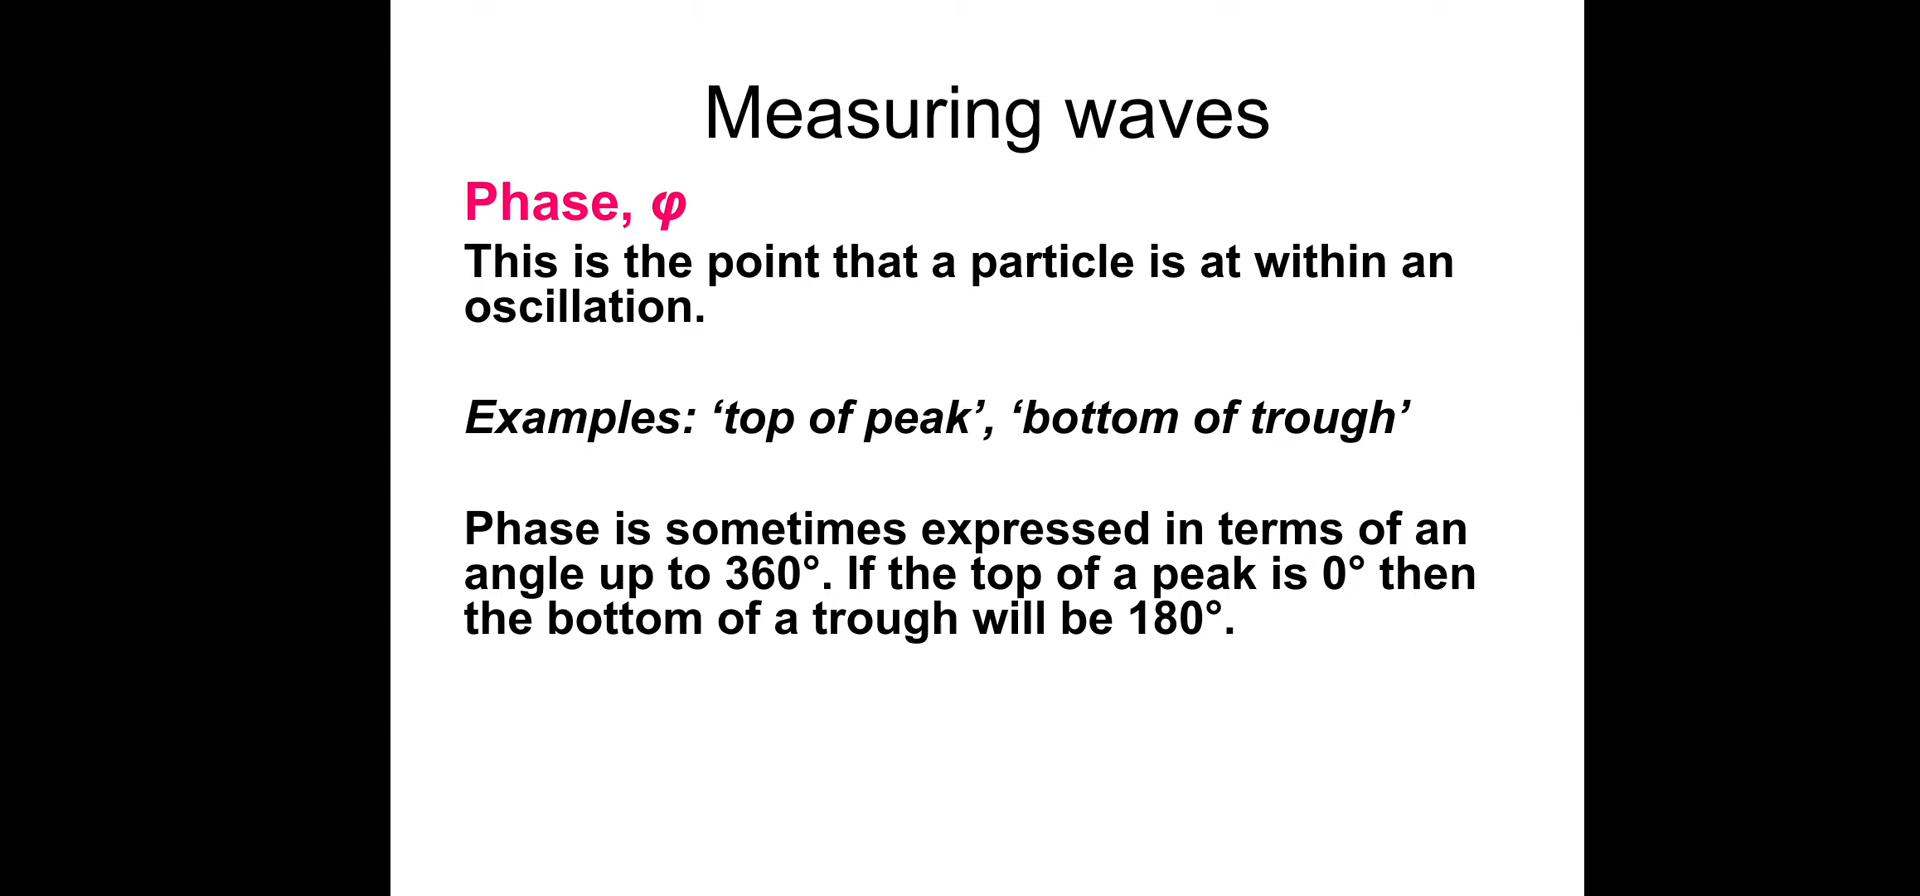 Measuring waves
Phase, φ
This is the point that a particle is at within an
oscillation.
Examples: ‘top of peak’, ‘bottom of trough’
Phase is sometimes expressed in terms of an
angle up to 360°. If the top of a peak is 0° then
the bottom of a trough will be 180°.